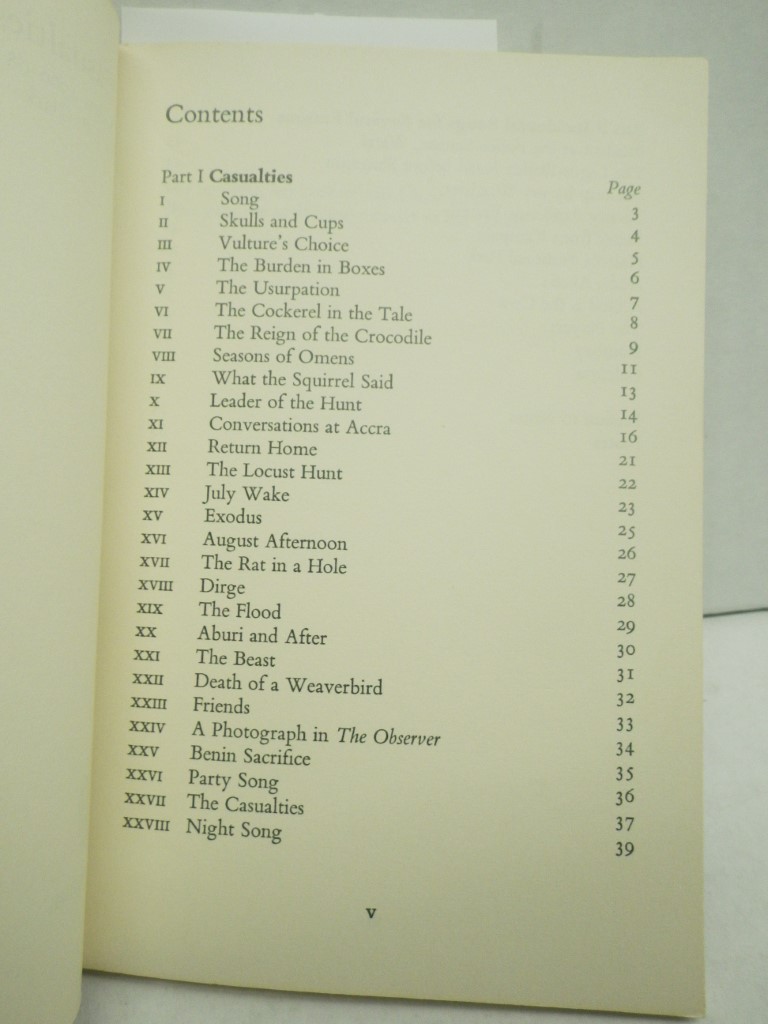 Contents
Part I Casualties Page
I Song 3
II Skulls and Cups 4
III Vulture's Choice 5
IV The Burden in Boxes 6
V The Usurpation 7
VI The Cockerel in the Tale 8
VII The Reign of the Crocodile 9
VIII Seasons of Omens 11
IX What the Squirrel Said 13
X Leader of the Hunt 14
XI Conversations at Accra 16
XII Return Home 21
XIII The Locust Hunt 22
XIV July Wake 23
XV Exodus 25
XVI August Afternoon 26
XVII The Rat in a Hole 27
XVIII Dirge 28
XIX The Flood 29
XX Aburi and After 30
XXI The Beast 31
XXII Death of a Weaverbird 32
XXIII Friends 33
XXIV A Photograph in The Observer 34
XXV Benin Sacrifice 35
XXVI Party Song 36
XXVII The Casualties 37
XXVIII Night Song 39
v